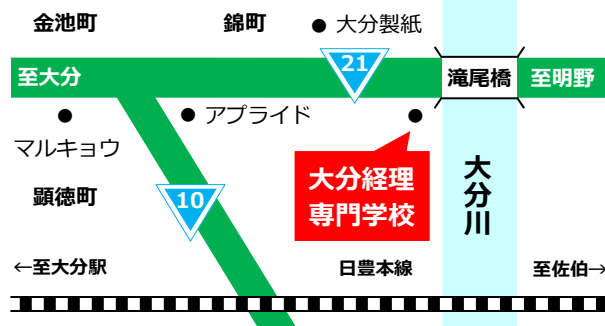 金池町
錦町
大分製紙
至大分
21
滝尾橋
至明野
アプライド
マルキョウ
大分経理
専門学校
大分川
顕徳町
10
←至大分駅
日豊本線
至佐伯→